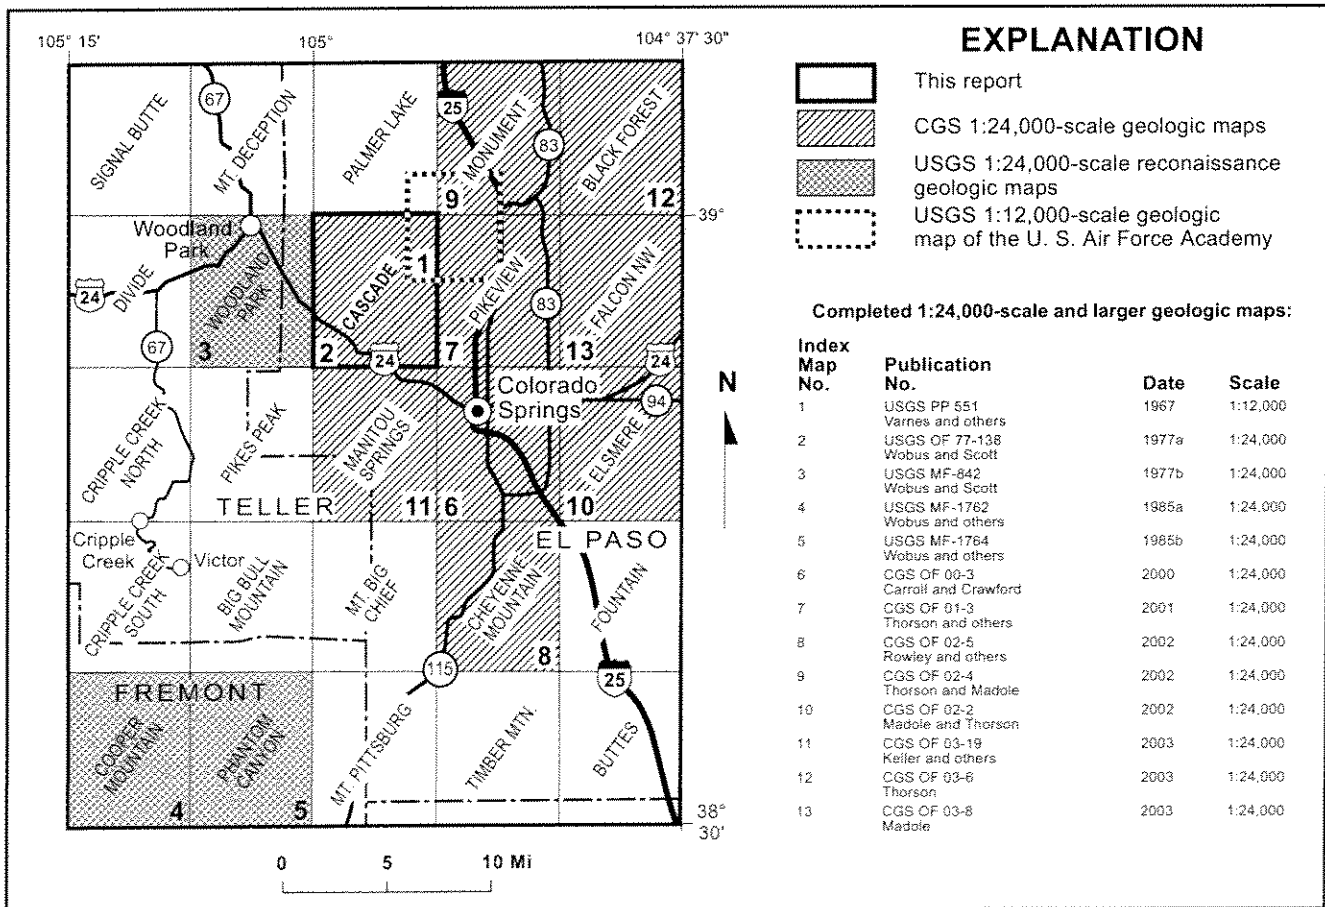 105° 15'
105°
104° 37' 30"
SIGNAL BUTTE
67
MT. DECEPTION
PALMER LAKE
25
MONUMENT
83
BLACK FOREST
9
12
39°
Woodland
Park
24
DIVIDE
WOODLAND
PARK
CASCADE
1
PIKEVIEW
83
FALCON NW
67
3
2
24
7
13
24
Colorado
Springs
94
CRIPPLE CREEK
NORTH
PIKES PEAK
MANITOU
SPRINGS
ELSMERE
TELLER
11
6
10
Cripple
Creek
Victor
EL PASO
CRIPPLE CREEK
SOUTH
BIG BULL
MOUNTAIN
MT. BIG
CHIEF
CHEYENNE
MOUNTAIN
FOUNTAIN
115
8
25
FREMONT
COOPER
MOUNTAIN
PHANTOM
CANYON
MT. PITTSBURG
TIMBER MTN.
BUTTES
4
5
38°
30'
0
5
10 Mi
N
EXPLANATION
This report
CGS 1:24,000-scale geologic maps
USGS 1:24,000-scale reconaissance
geologic maps
USGS 1:12,000-scale geologic
map of the U. S. Air Force Academy
Completed 1:24,000-scale and larger geologic maps:
Index
Map
No.
Publication
No.
Date
Scale
1 USGS PP 551 1967 1:12,000
Varnes and others
2 USGS OF 77-138 1977a 1:24,000
Wobus and Scott
3 USGS MF-842 1977b 1:24,000
Wobus and Scott
4 USGS MF-1762 1985a 1:24,000
Wobus and others
5 USGS MF-1764 1985b 1:24,000
Wobus and others
6 CGS OF 00-3 2000 1:24,000
Carroll and Crawford
7 CGS OF 01-3 2001 1:24,000
Thorson and others
8 CGS OF 02-5 2002 1:24,000
Rowley and others
9 CGS OF 02-4 2002 1:24,000
Thorson and Madole
10 CGS OF 02-2 2002 1:24,000
Madole and Thorson
11 CGS OF 03-19 2003 1:24,000
Keller and others
12 CGS OF 03-6 2003 1:24,000
Thorson
13 CGS OF 03-8 2003 1:24,000
Madole